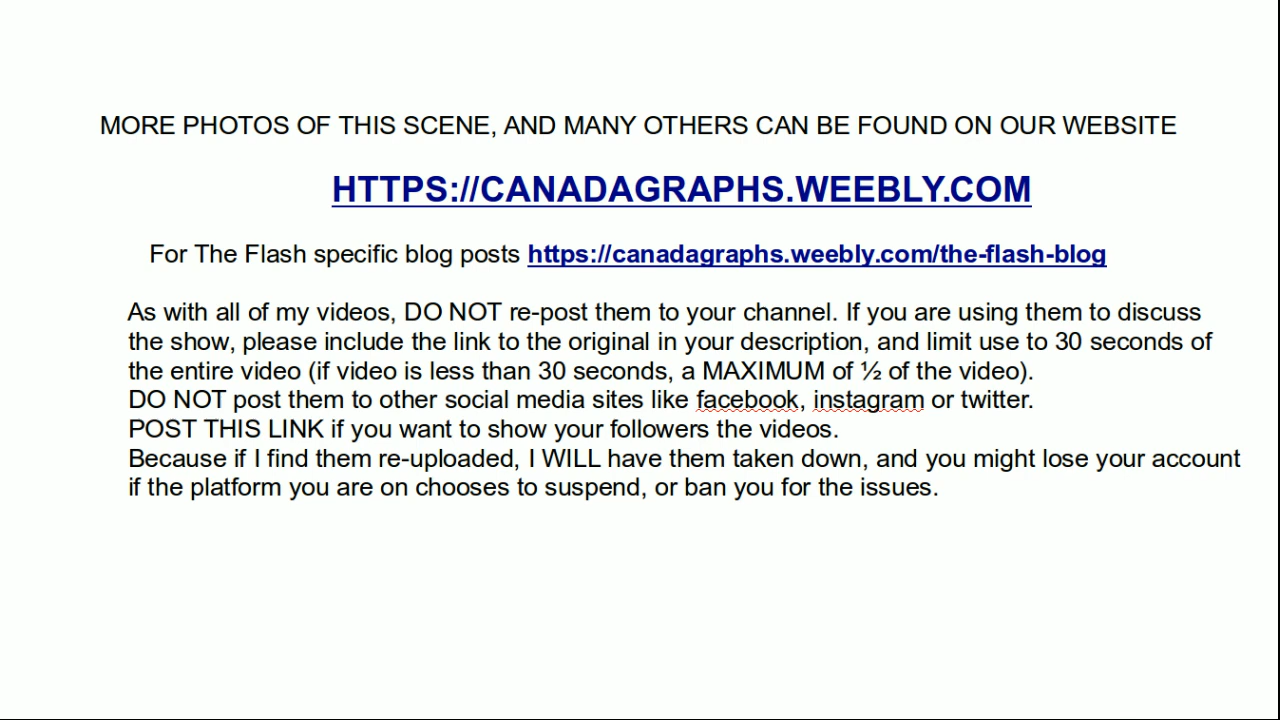 MORE PHOTOS OF THIS SCENE, AND MANY OTHERS CAN BE FOUND ON OUR WEBSITE
HTTPS://CANADAGRAPHS.WEEBLY.COM
For The Flash specific blog posts https://canadagraphs.weebly.com/the-flash-blog
As with all of my videos, DO NOT re-post them to your channel. If you are using them to discuss
the show, please include the link to the original in your description, and limit use to 30 seconds of
the entire video (if video is less than 30 seconds, a MAXIMUM of ½ of the video).
DO NOT post them to other social media sites like facebook, instagram or twitter.
POST THIS LINK if you want to show your followers the videos.
Because if I find them re-uploaded, I WILL have them taken down, and you might lose your account
if the platform you are on chooses to suspend, or ban you for the issues.